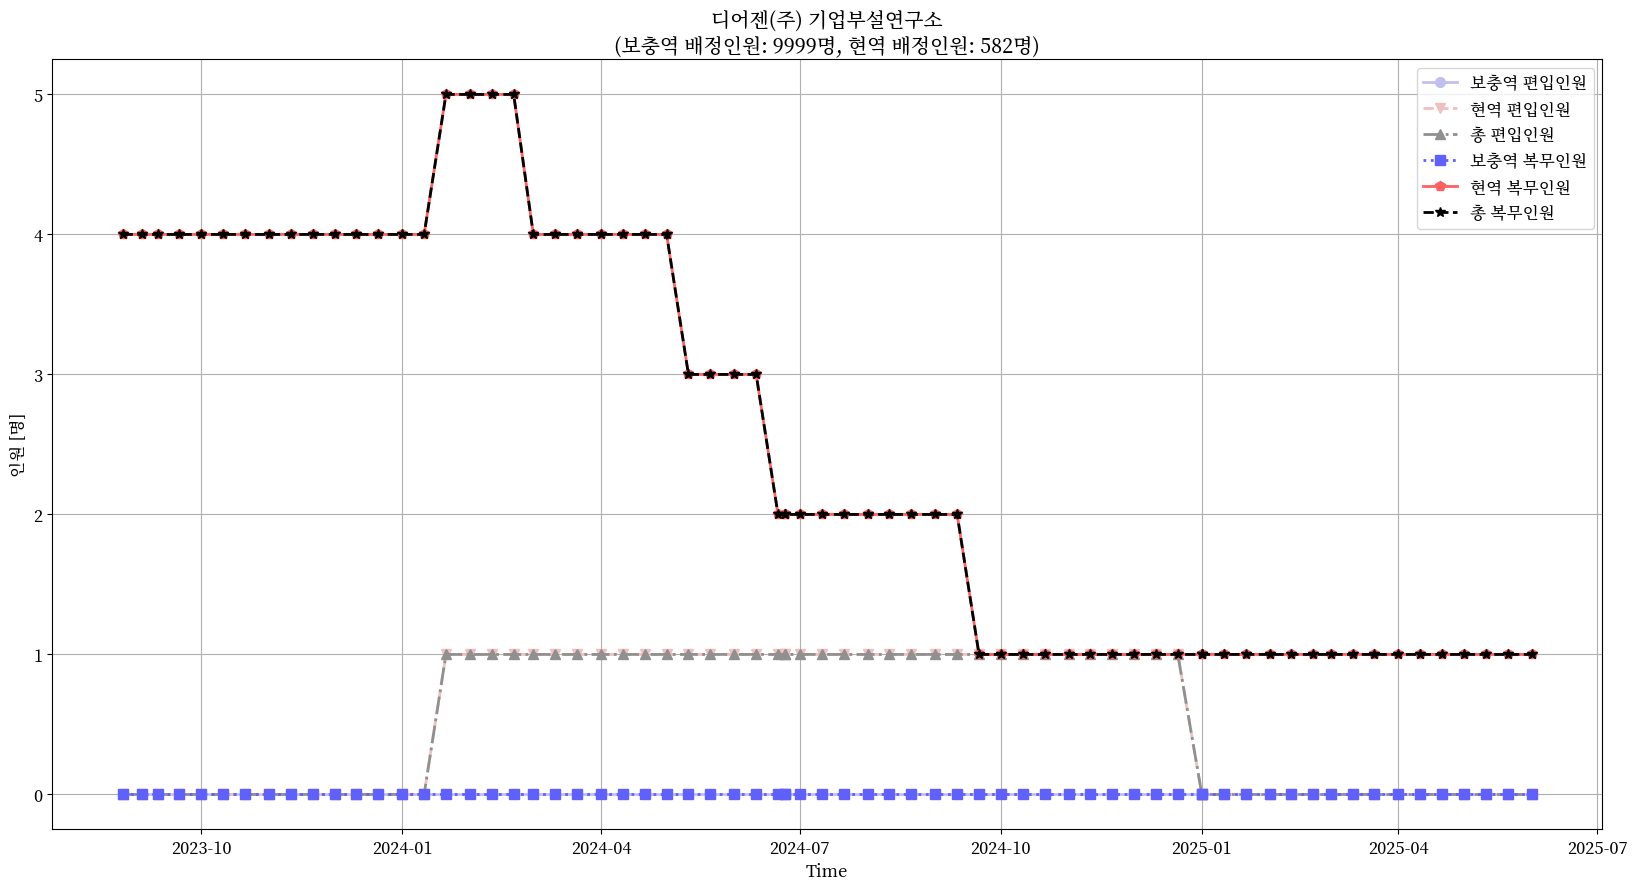 디어젠(주) 기업부설연구소
(보충역 배정인원: 9999명, 현역 배정인원: 582명)
보충역 편입인원
현역 편입인원
총 편입인원
보충역 복무인원
현역 복무인원
총 복무인원
인원 [명]
5
4
3
2
1
0
2023-10
2024-01
2024-04
2024-07
2024-10
2025-01
2025-04
2025-07
Time